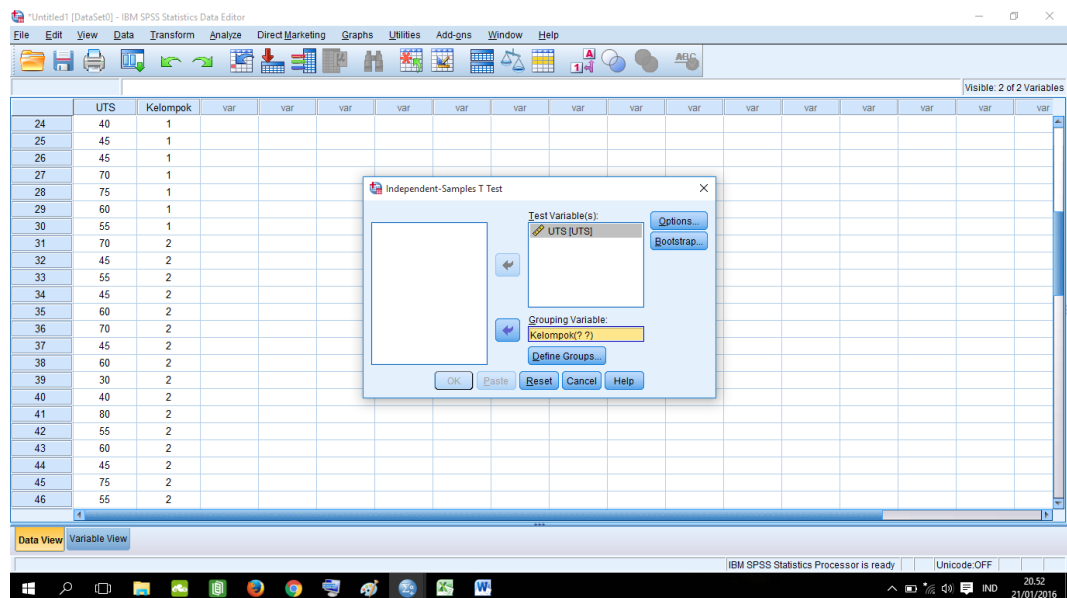 *Untitled1 [DataSet0] - IBM SPSS Statistics Data Editor
File Edit View Data Transform Analyze Direct Marketing Graphs Utilities Add-ons Window Help
Visible: 2 of 2 Variables
UTS Kelompok var var var var var var var var var var var var var var var
24 40 1
25 45 1
26 45 1
27 70 1
28 75 1
29 60 1
30 55 1
31 70 2
32 45 2
33 55 2
34 45 2
35 60 2
36 70 2
37 45 2
38 60 2
39 30 2
40 40 2
41 80 2
42 55 2
43 60 2
44 45 2
45 75 2
46 55 2
Independent-Samples T Test
Test Variable(s):
UTS [UTS]
Options...
Bootstrap...
Grouping Variable:
Kelompok(? ?)
Define Groups...
OK Paste Reset Cancel Help
Data View Variable View
IBM SPSS Statistics Processor is ready Unicode:OFF
IND 20.52
21/01/2016